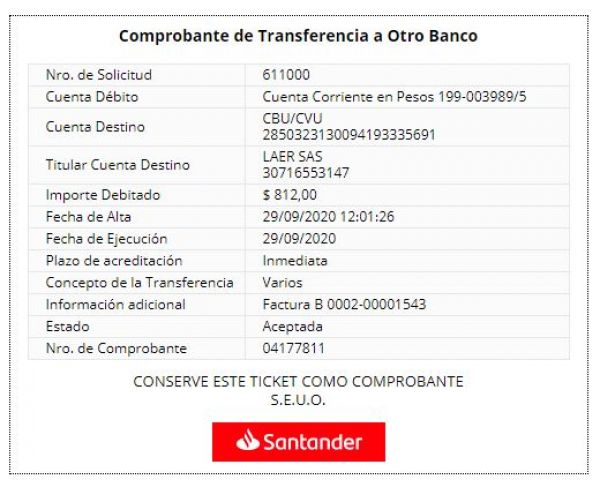 Comprobante de Transferencia a Otro Banco
Nro. de Solicitud 611000
Cuenta Débito Cuenta Corriente en Pesos 199-003989/5
Cuenta Destino CBU/CVU
2850323130094193335691
Titular Cuenta Destino LAER SAS
30716553147
Importe Debitado $ 812,00
Fecha de Alta 29/09/2020 12:01:26
Fecha de Ejecución 29/09/2020
Plazo de acreditación Inmediata
Concepto de la Transferencia Varios
Información adicional Factura B 0002-00001543
Estado Aceptada
Nro. de Comprobante 04177811
CONSERVE ESTE TICKET COMO COMPROBANTE
S.E.U.O.
Santander